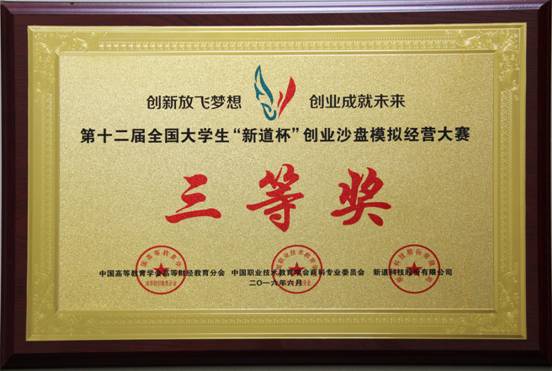 创新放飞梦想 创业成就未来
第十二届全国大学生“新道杯”创业沙盘模拟经营大赛
三等奖
中国高等教育学会高等财经教育分会 中国职业技术教育学会商科专业委员会 新道科技股份有限公司
二〇一六年六月